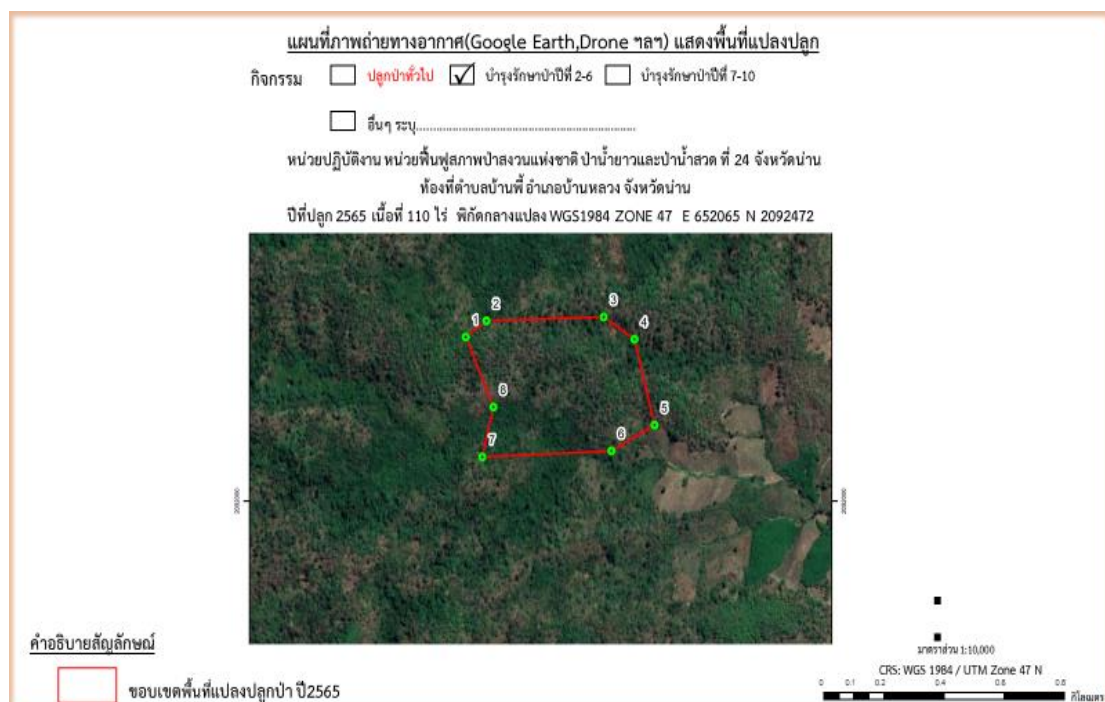 แผนที่ภาพถ่ายทางอากาศ(Google Earth,Drone ฯลฯ) แสดงพื้นที่แปลงปลูก
กิจกรรม ปลูกป่าทั่วไป บำรุงรักษาป่าปีที่ 2-6 บำรุงรักษาป่าปีที่ 7-10
อื่นๆ ระบุ......................................................................
หน่วยปฏิบัติงาน หน่วยฟื้นฟูสภาพป่าสงวนแห่งชาติ ป่าน้ำยาวและป่าน้ำสวด ที่ 24 จังหวัดน่าน
ท้องที่ตำบลบ้านพี้ อำเภอบ้านหลวง จังหวัดน่าน
ปีที่ปลูก 2565 เนื้อที่ 110 ไร่ พิกัดกลางแปลง WGS1984 ZONE 47 E 652065 N 2092472
1
2
3
4
5
6
7
8
2092000
2092000
คำอธิบายสัญลักษณ์
ขอบเขตพื้นที่แปลงปลูกป่า ปี2565
มาตราส่วน 1:10,000
CRS: WGS 1984 / UTM Zone 47 N
0 0.1 0.2 0.4 0.6 0.8
กิโลเมตร